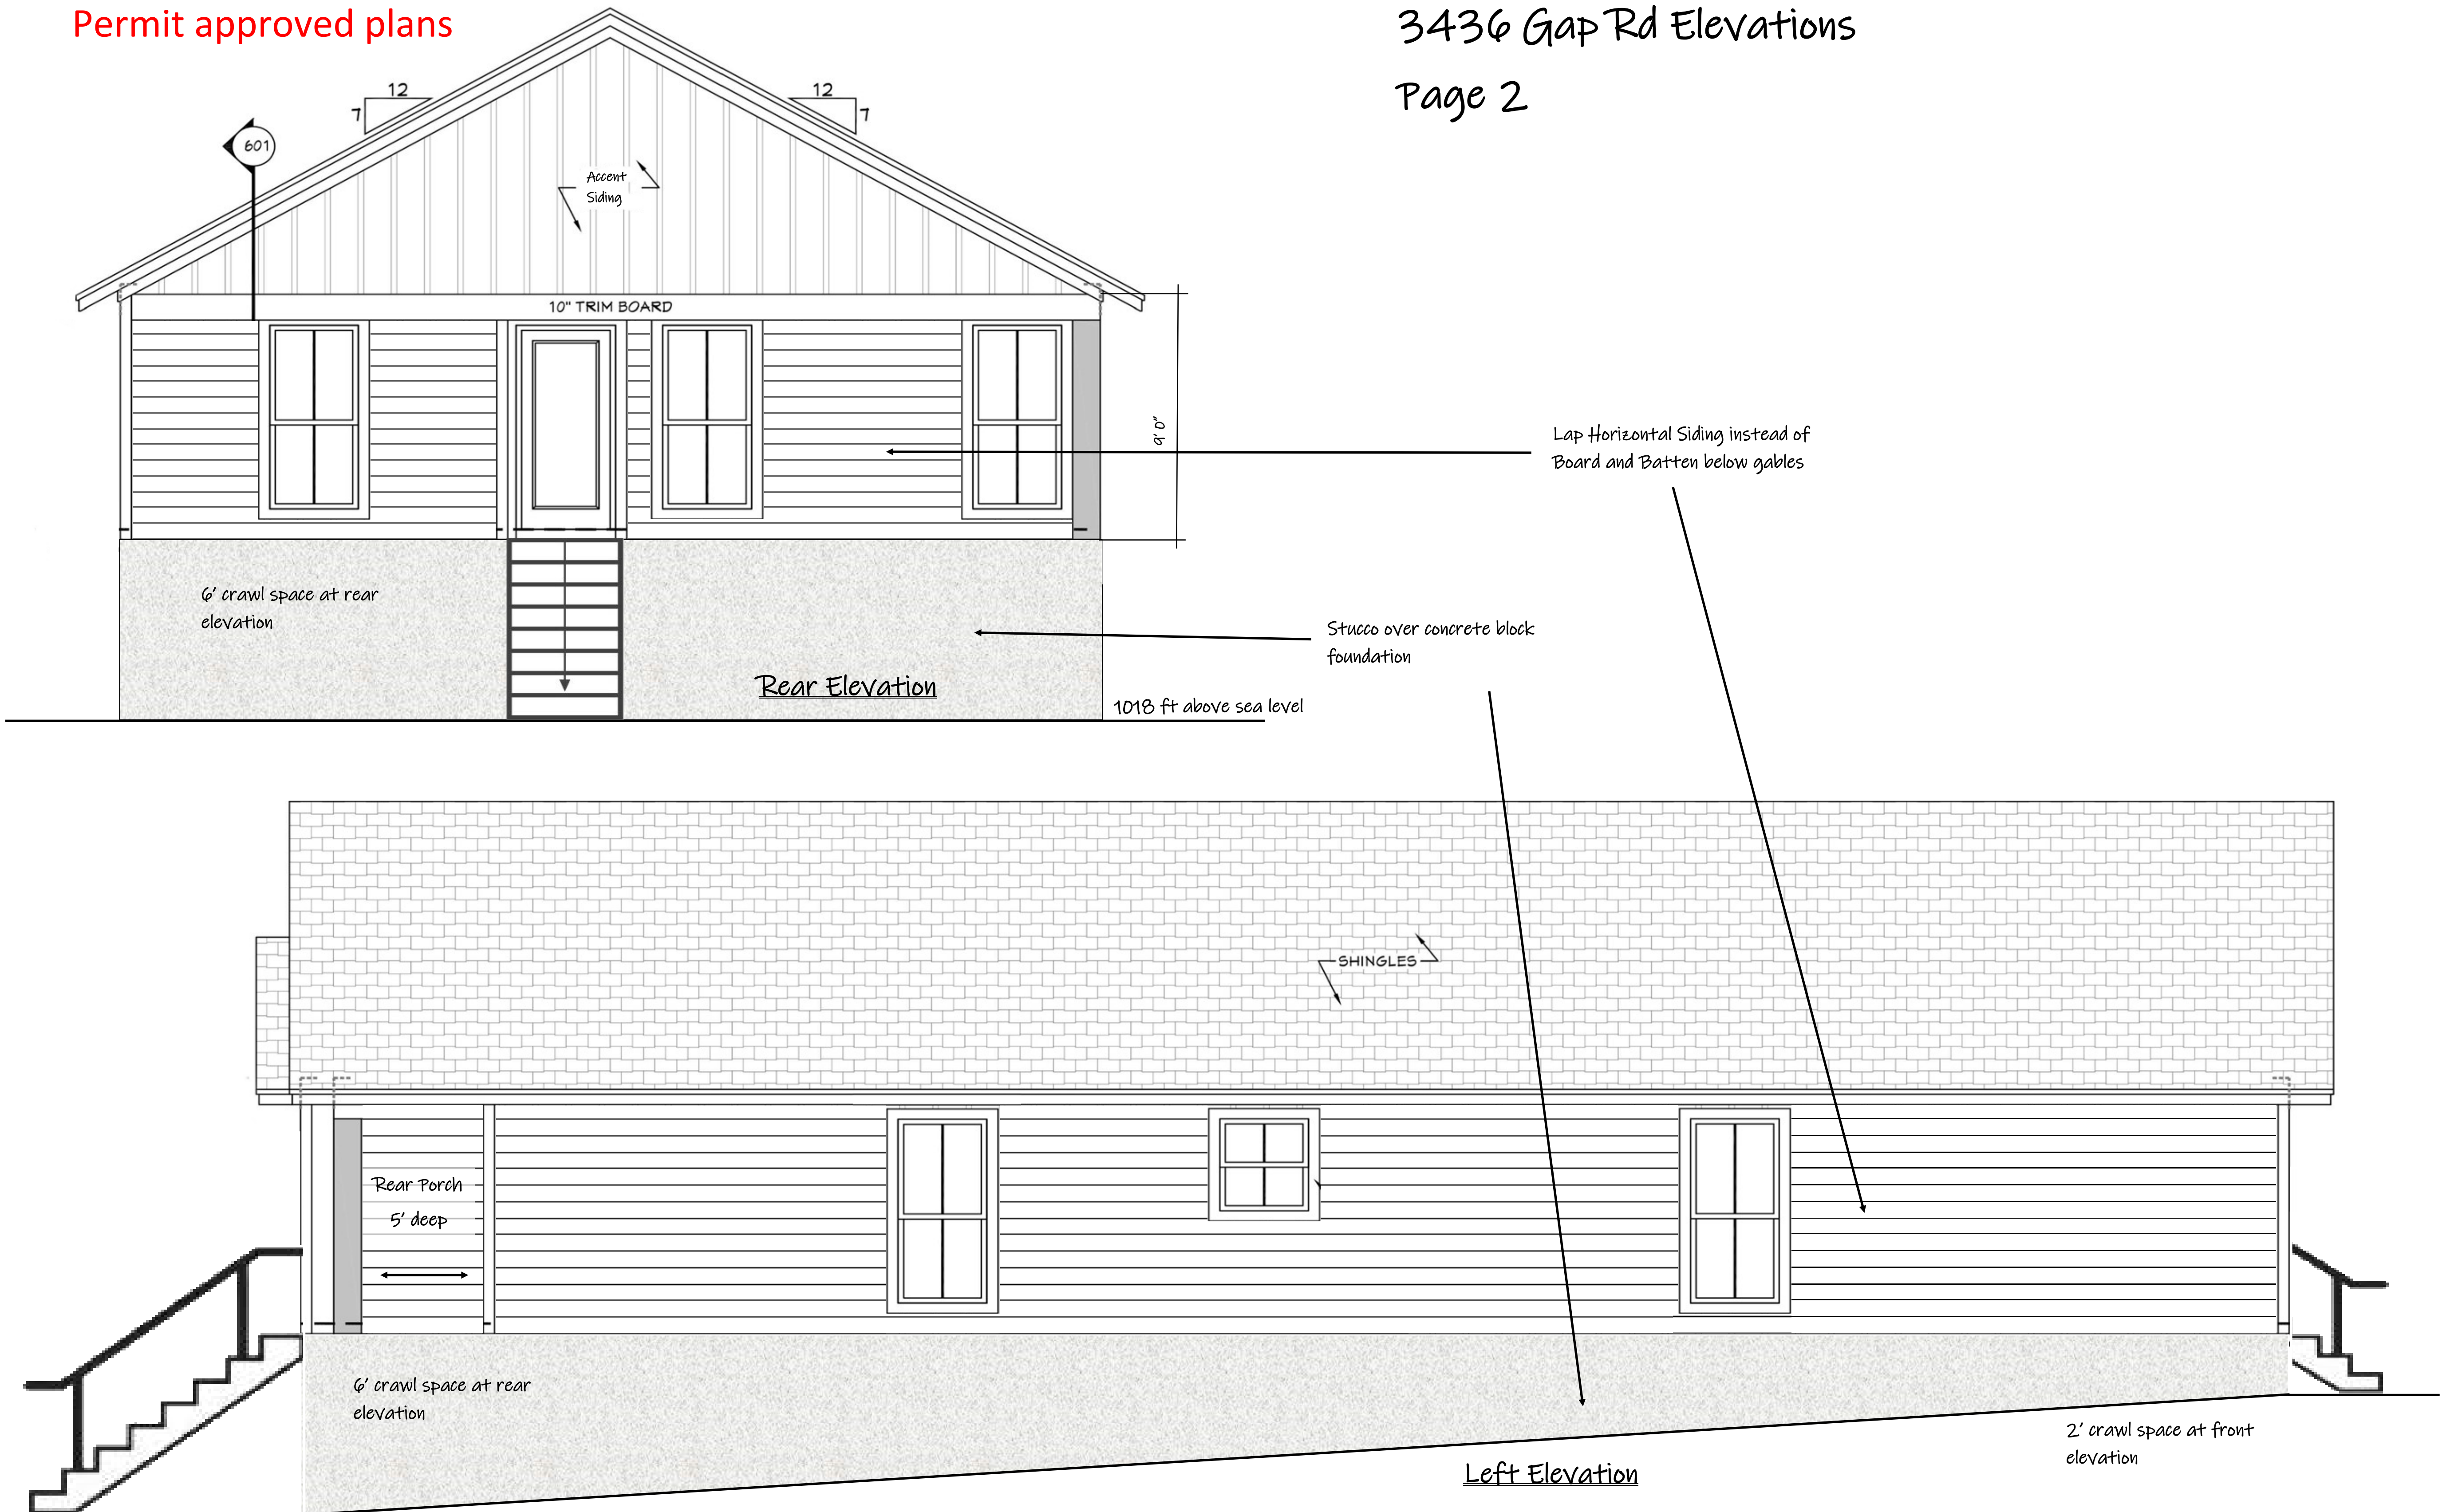 Permit approved plans
3436 Gap Rd Elevations
Page 2
12
7
12
7
601
Accent
Siding
10" TRIM BOARD
9' 0"
Lap Horizontal Siding instead of
Board and Batten below gables
6' crawl space at rear
elevation
Stucco over concrete block
foundation
Rear Elevation
1018 ft above sea level
SHINGLES
Rear Porch
5' deep
6' crawl space at rear
elevation
2' crawl space at front
elevation
Left Elevation